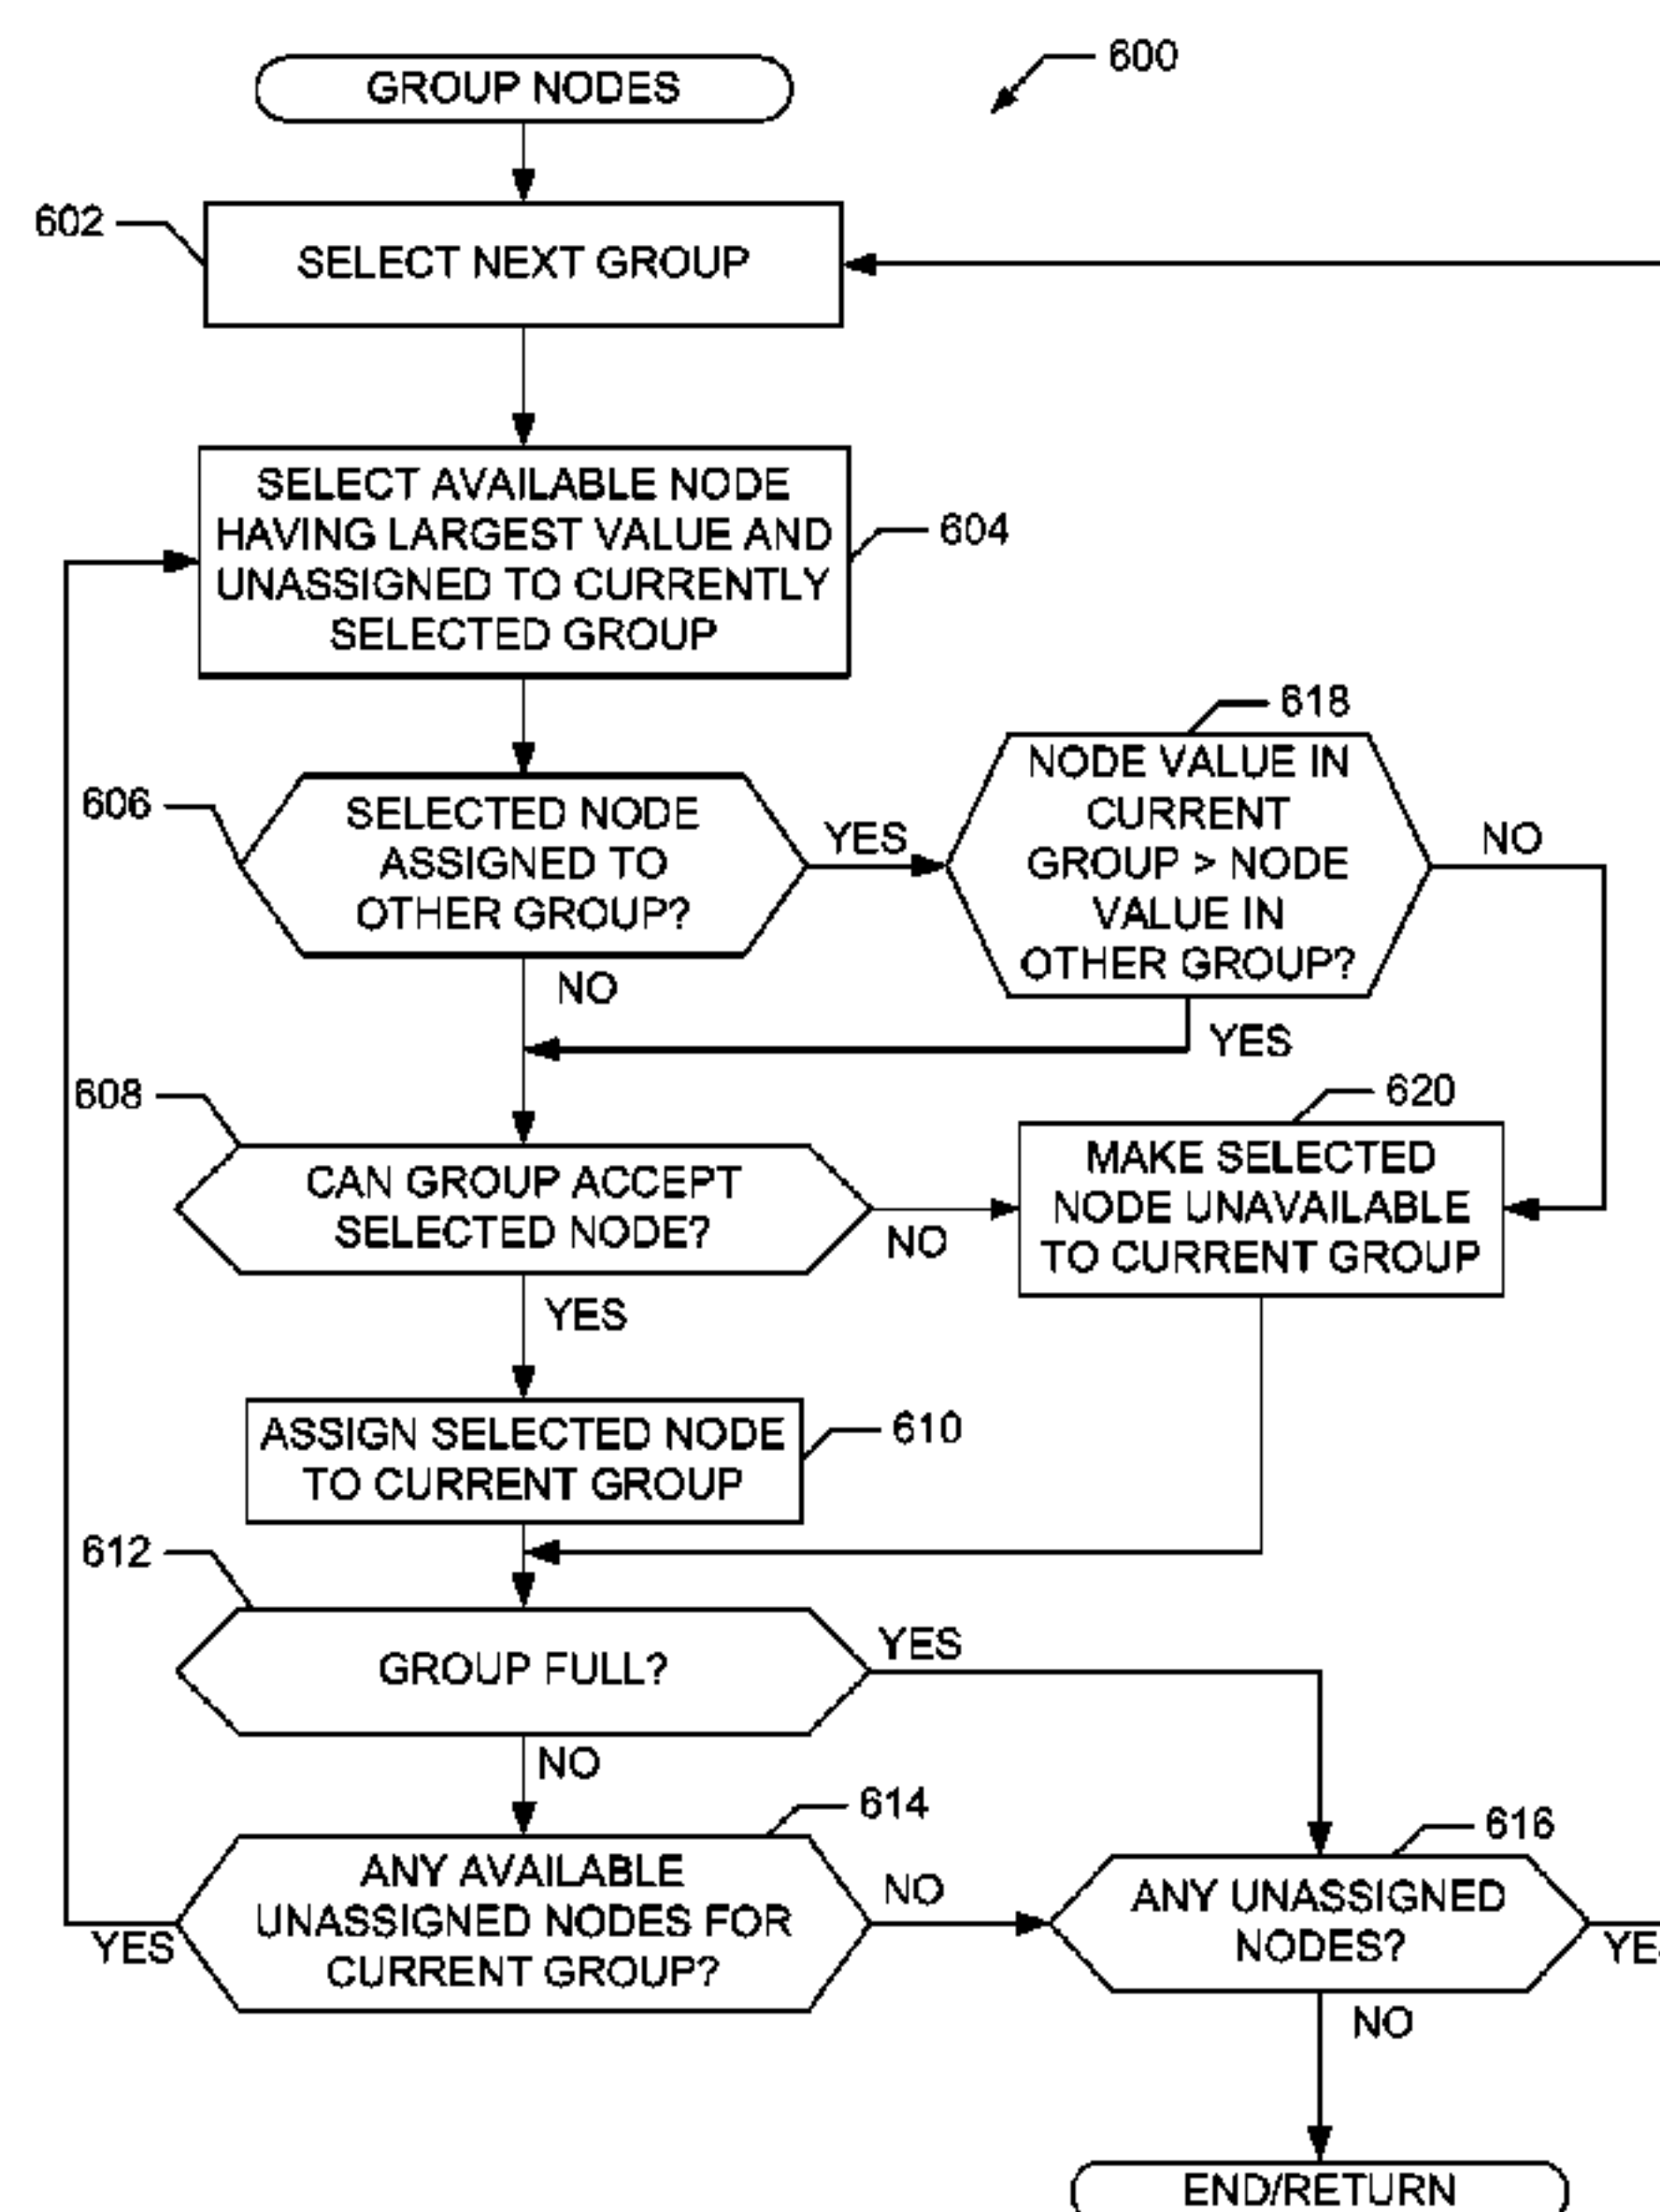 600
GROUP NODES
602
SELECT NEXT GROUP
SELECT AVAILABLE NODE
HAVING LARGEST VALUE AND
UNASSIGNED TO CURRENTLY
SELECTED GROUP
604
606
SELECTED NODE
ASSIGNED TO
OTHER GROUP?
YES
NO
618
NODE VALUE IN
CURRENT
GROUP > NODE
VALUE IN
OTHER GROUP?
NO
YES
608
CAN GROUP ACCEPT
SELECTED NODE?
NO
YES
620
MAKE SELECTED
NODE UNAVAILABLE
TO CURRENT GROUP
ASSIGN SELECTED NODE
TO CURRENT GROUP
610
612
GROUP FULL?
YES
NO
614
ANY AVAILABLE
UNASSIGNED NODES FOR
CURRENT GROUP?
YES
NO
616
ANY UNASSIGNED
NODES?
NO
END/RETURN